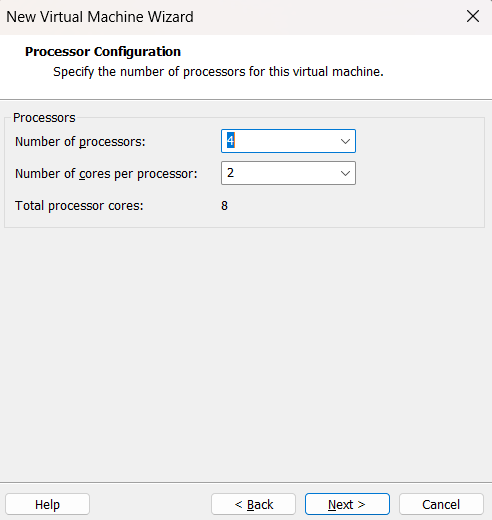 New Virtual Machine Wizard
Processor Configuration
Specify the number of processors for this virtual machine.
Processors
Number of processors: 4
Number of cores per processor: 2
Total processor cores: 8
Help < Back Next > Cancel